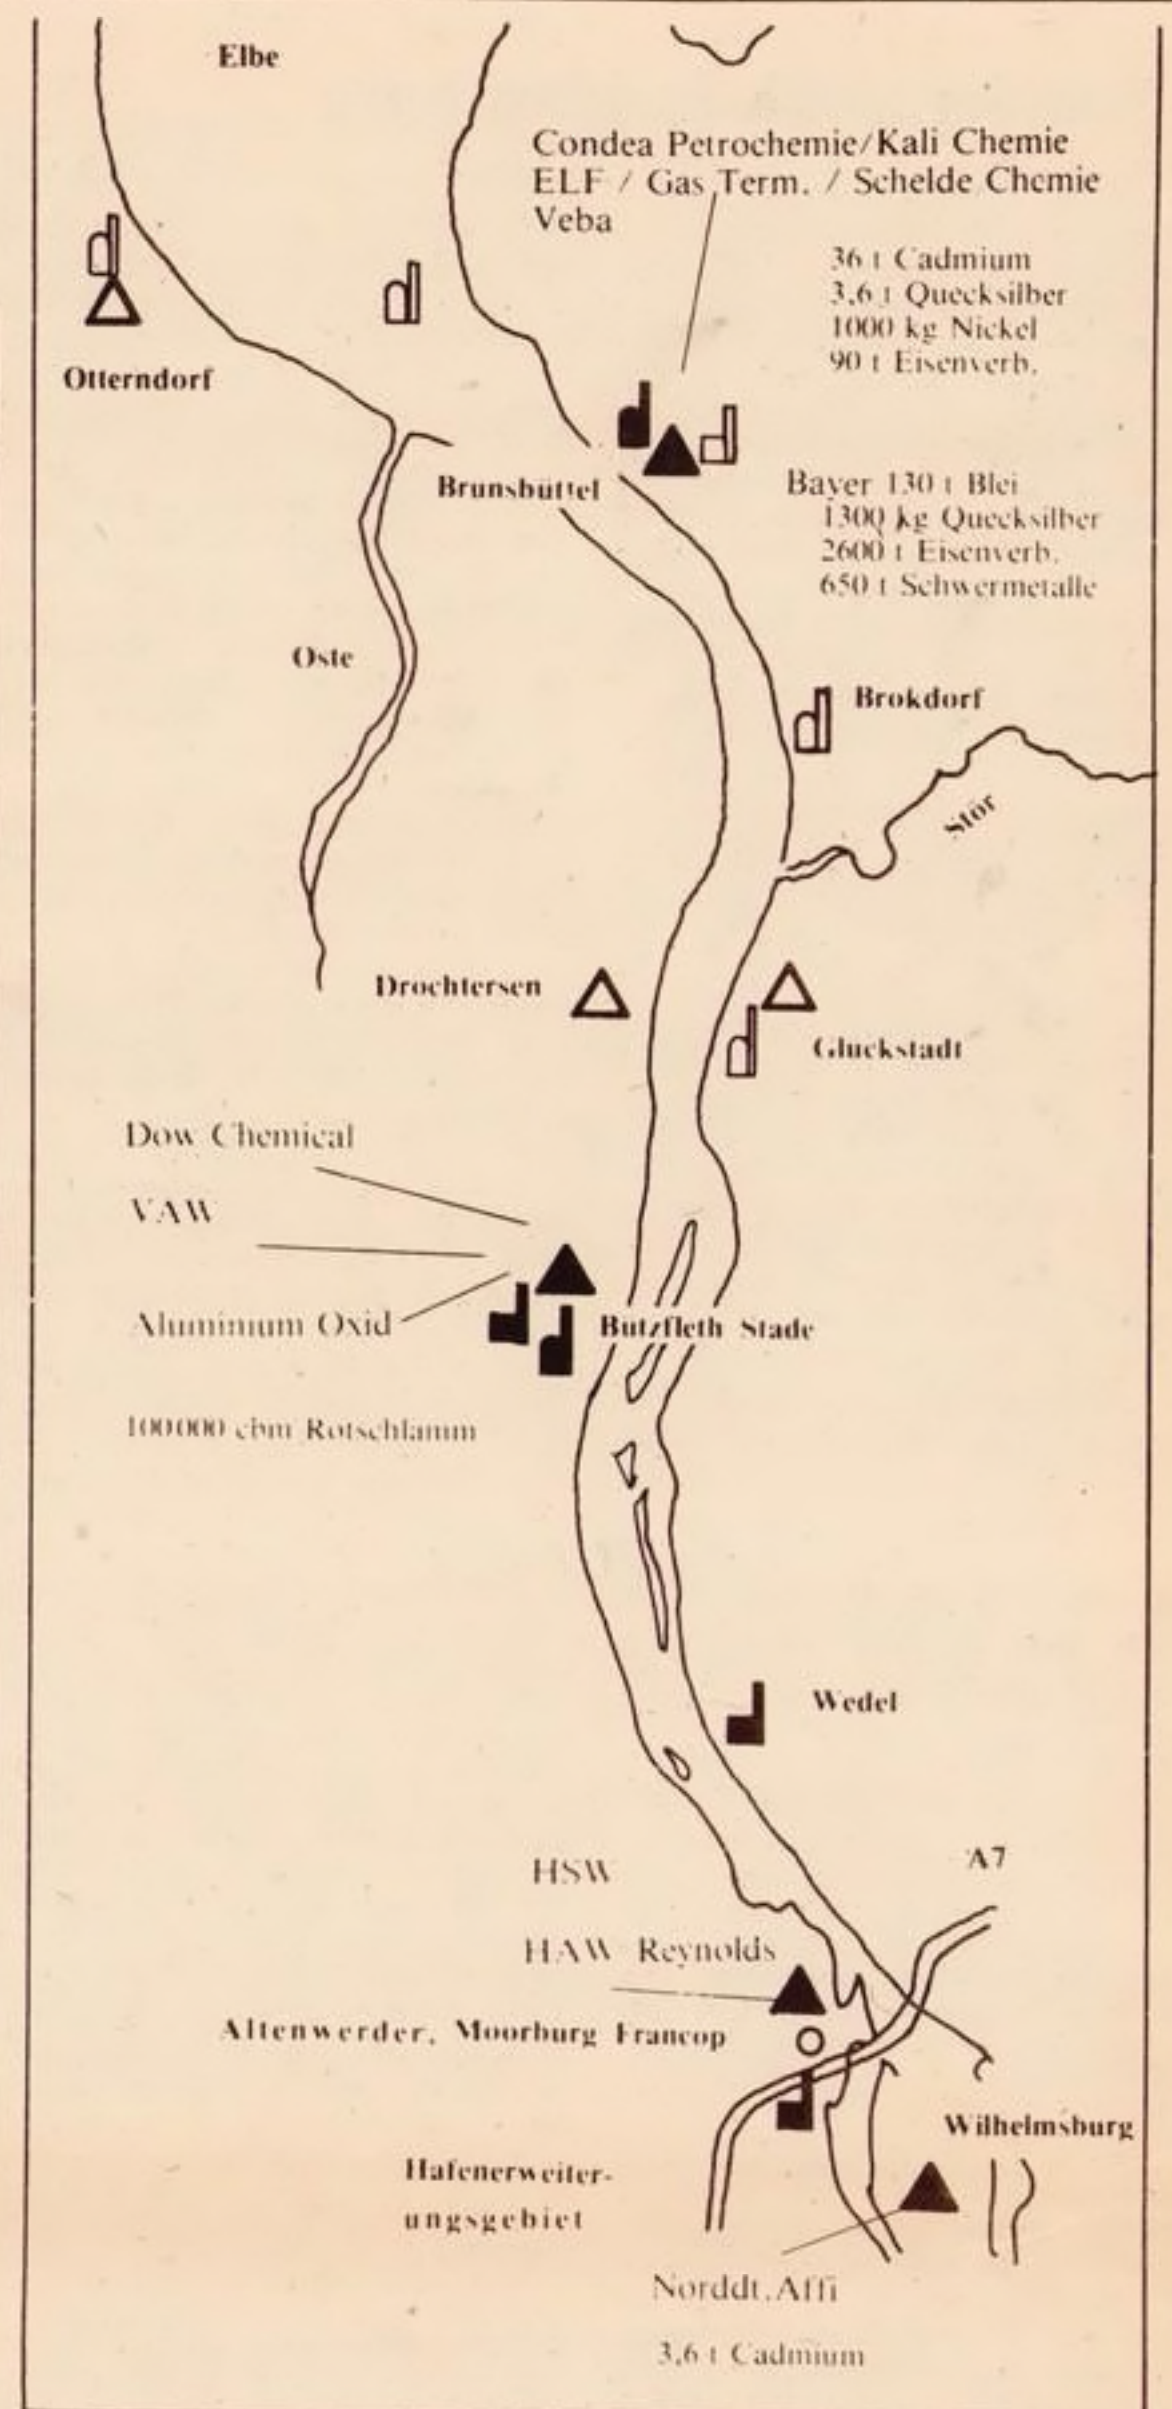 Elbe
Condea Petrochemie/Kali Chemie
ELF / Gas Term. / Schelde Chemie
Veba
36 t Cadmium
3,6 t Quecksilber
1000 kg Nickel
90 t Eisenverb.
Otterndorf
Brunsbüttel
Bayer 130 t Blei
1300 kg Quecksilber
2600 t Eisenverb.
650 t Schwermetalle
Oste
Brokdorf
Stör
Drochtersen
Gluckstadt
Dow Chemical
VAW
Aluminium Oxid
Butzfleth Stade
100000 cbm Rotschlamm
Wedel
HSW
A7
HAW Reynolds
Altenwerder, Moorburg Francop
Wilhelmsburg
Hafenerweiter-
ungsgebiet
Norddt. Affi
3,6 t Cadmium